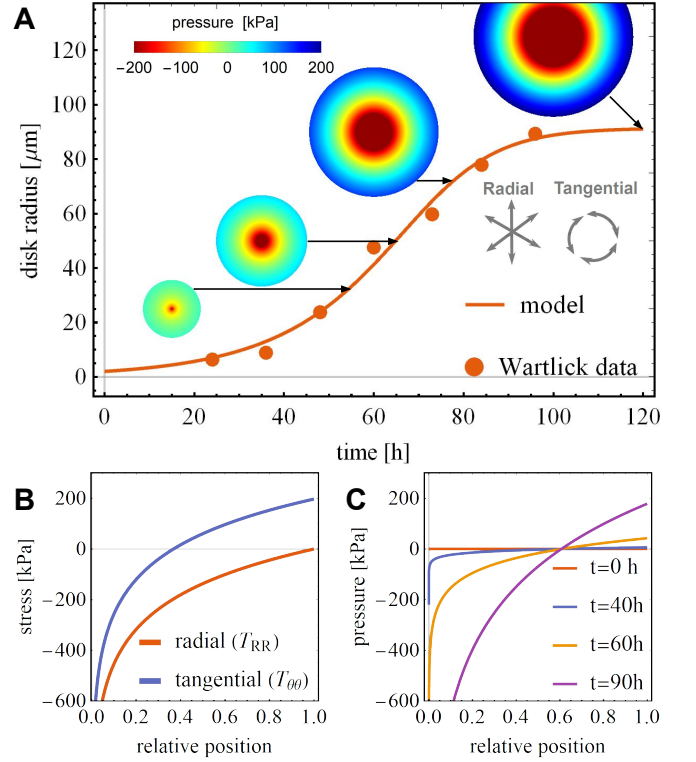 A
pressure [kPa]
−200 −100 0 100 200
120
100
80
60
40
20
0
disk radius [μm]
Radial Tangential
model
Wartlick data
0 20 40 60 80 100 120
time [h]
B
200
0
−200
−400
−600
stress [kPa]
radial (T_RR)
tangential (T_θθ)
0.0 0.2 0.4 0.6 0.8 1.0
relative position
C
200
0
−200
−400
−600
pressure [kPa]
t=0 h
t=40h
t=60h
t=90h
0.0 0.2 0.4 0.6 0.8 1.0
relative position